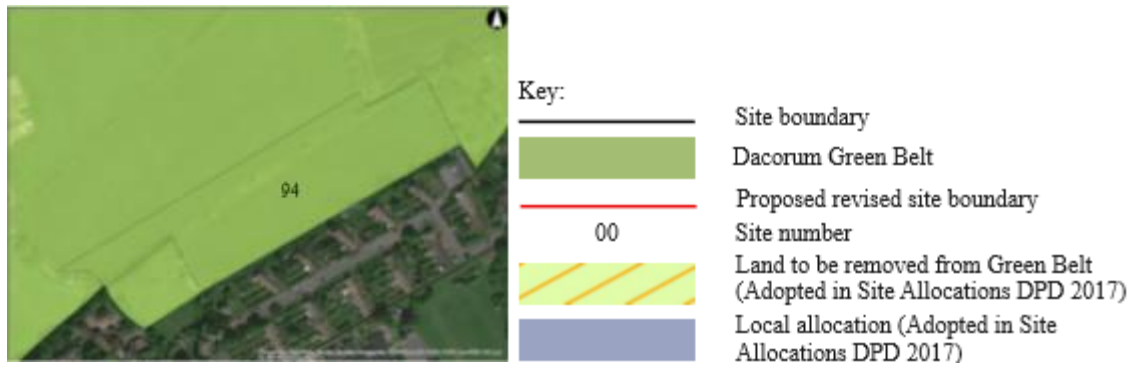 94
Key:
Site boundary
Dacorum Green Belt
Proposed revised site boundary
00
Site number
Land to be removed from Green Belt
(Adopted in Site Allocations DPD 2017)
Local allocation (Adopted in Site
Allocations DPD 2017)